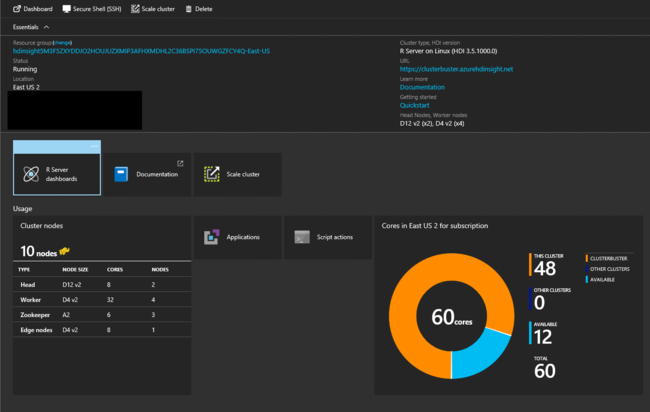 Dashboard Secure Shell (SSH) Scale cluster Delete
Essentials
Resource group(change)
Status
Running
Location
East US 2
Cluster type, HDI version
R Server on Linux (HDI 3.5.1000.0)
URL
https://clusterbuster.azurehdinsight.net
Learn more
Documentation
Getting started
Quickstart
Head Nodes, Worker nodes
D12 v2 (x2), D4 v2 (x4)
R Server
dashboards
Documentation
Scale cluster
Usage
Cluster nodes
10 nodes
TYPE NODE SIZE CORES NODES
Head D12 v2 8 2
Worker D4 v2 32 4
Zookeeper A2 6 3
Edge nodes D4 v2 8 1
Applications
Script actions
Cores in East US 2 for subscription
60cores
THIS CLUSTER
48
OTHER CLUSTERS
0
AVAILABLE
12
TOTAL
60
CLUSTERBUSTER
OTHER CLUSTERS
AVAILABLE